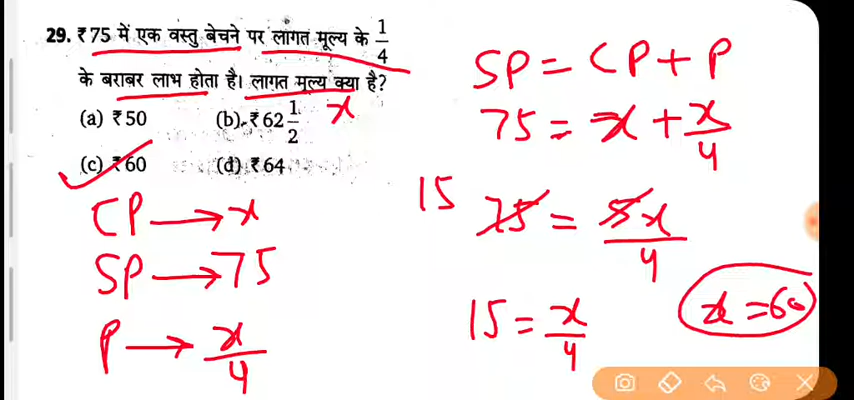 29. ₹75 में एक वस्तु बेचने पर लागत मूल्य के 1/4
के बराबर लाभ होता है। लागत मूल्य क्या है?
x
(a) ₹50 (b) ₹62 1/2
(c) ₹60 (d) ₹64
CP → x
SP → 75
P → x/4
SP = CP + P
75 = x + x/4
15
75 = 5x/4
15 = x/4
x = 60